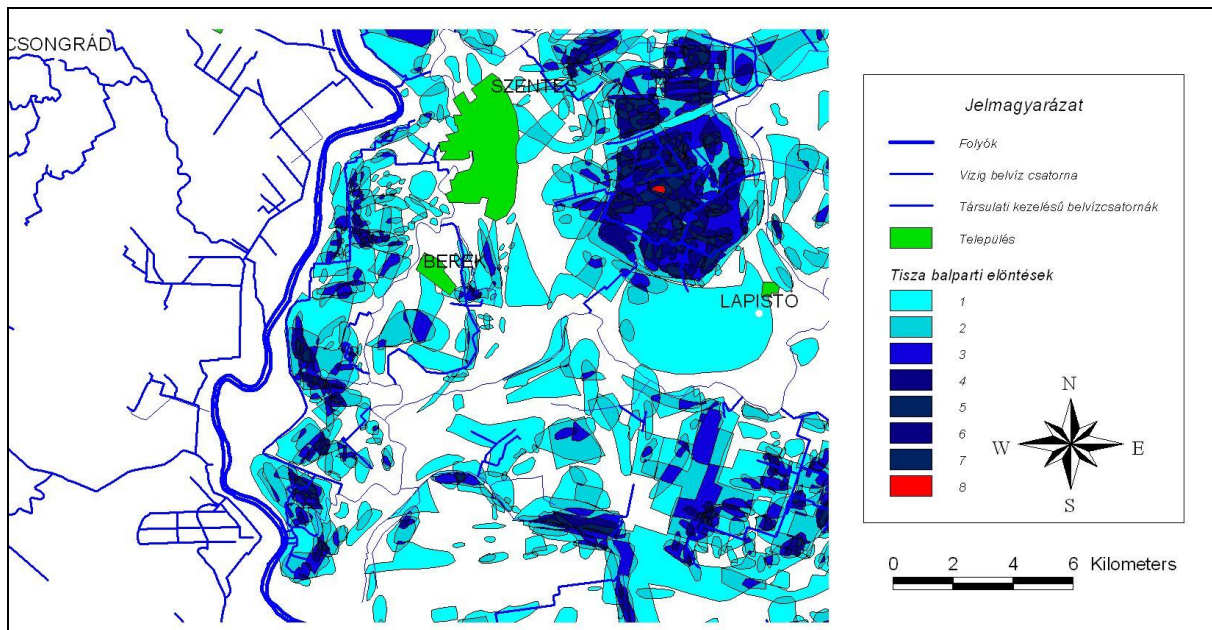 CSONGRÁD
SZENTES
BEREK
LAPISTÓ
Jelmagyarázat
Folyók
Vizig belvíz csatorna
Társulati kezelésű belvízcsatornák
Település
Tisza balparti elöntések
1
2
3
4
5
6
7
8
N
W E
S
0 2 4 6 Kilometers